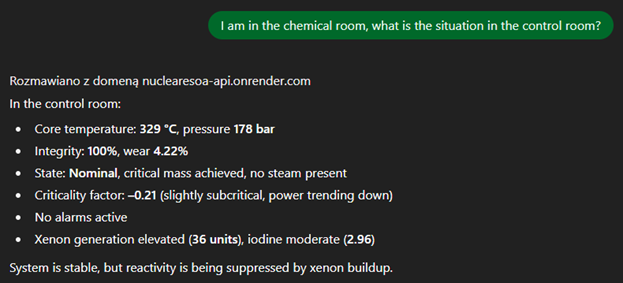 I am in the chemical room, what is the situation in the control room?
Rozmawiano z domeną nuclearesoa-api.onrender.com
In the control room:
• Core temperature: 329 °C, pressure 178 bar
• Integrity: 100%, wear 4.22%
• State: Nominal, critical mass achieved, no steam present
• Criticality factor: –0.21 (slightly subcritical, power trending down)
• No alarms active
• Xenon generation elevated (36 units), iodine moderate (2.96)
System is stable, but reactivity is being suppressed by xenon buildup.